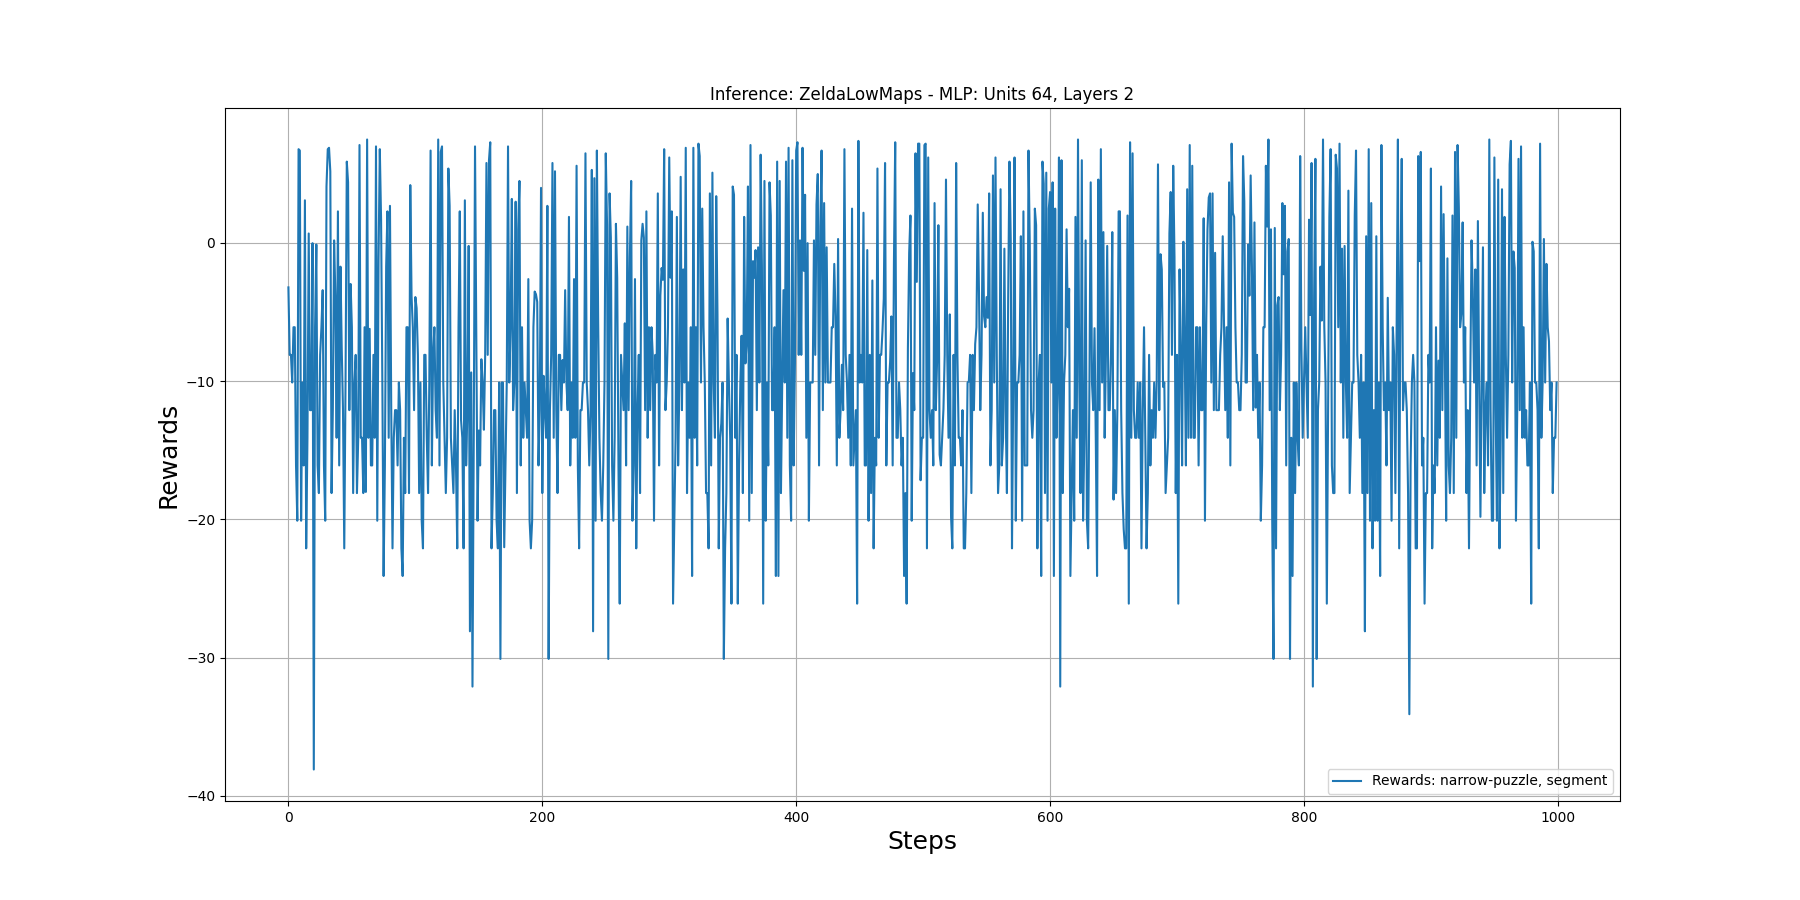 Inference: ZeldaLowMaps - MLP: Units 64, Layers 2
Rewards
0
−10
−20
−30
−40
Rewards: narrow-puzzle, segment
0 200 400 600 800 1000
Steps